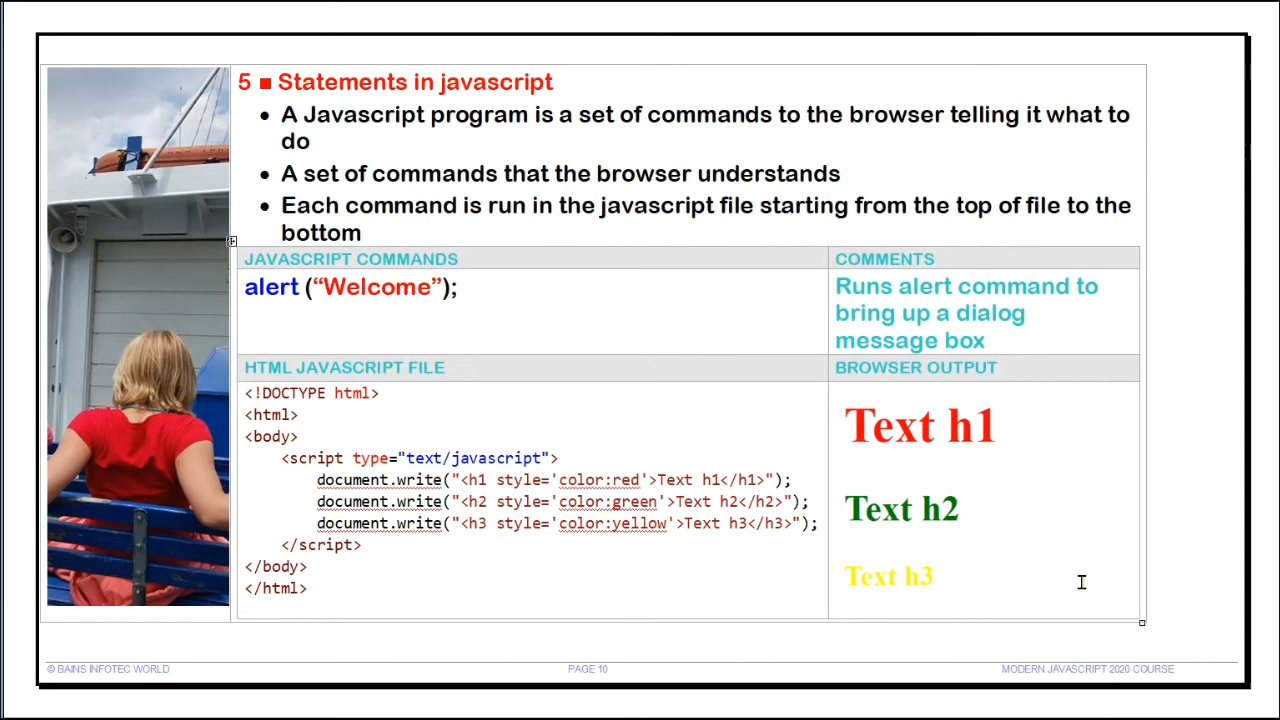 5 ■ Statements in javascript
• A Javascript program is a set of commands to the browser telling it what to
do
• A set of commands that the browser understands
• Each command is run in the javascript file starting from the top of file to the
bottom
JAVASCRIPT COMMANDS
COMMENTS
alert (“Welcome”);
Runs alert command to
bring up a dialog
message box
HTML JAVASCRIPT FILE
BROWSER OUTPUT
<!DOCTYPE html>
<html>
<body>
<script type="text/javascript">
document.write("<h1 style='color:red'>Text h1</h1>");
document.write("<h2 style='color:green'>Text h2</h2>");
document.write("<h3 style='color:yellow'>Text h3</h3>");
</script>
</body>
</html>
Text h1
Text h2
Text h3
© BAINS INFOTEC WORLD
PAGE 10
MODERN JAVASCRIPT 2020 COURSE